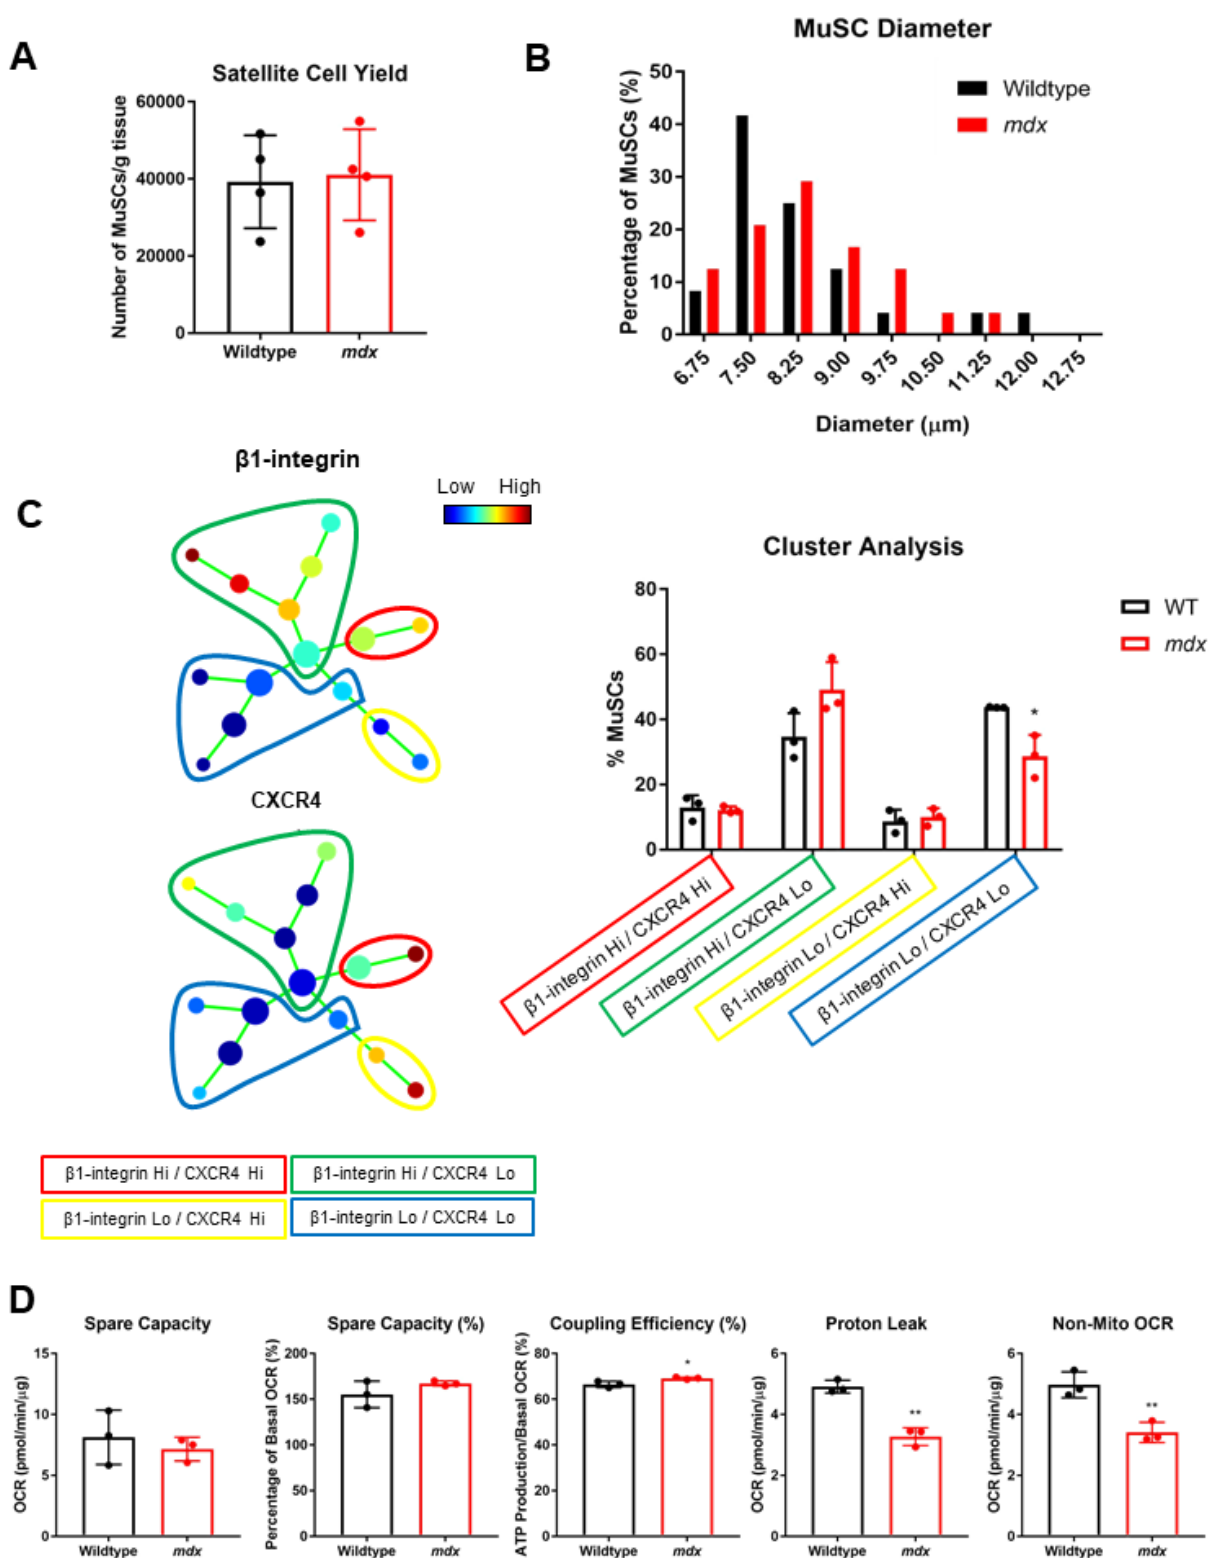 A
Satellite Cell Yield
Number of MuSCs/g tissue
60000
40000
20000
0
Wildtype
mdx
B
MuSC Diameter
Percentage of MuSCs (%)
50
40
30
20
10
0
Wildtype
mdx
6.75
7.50
8.25
9.00
9.75
10.50
11.25
12.00
12.75
Diameter (μm)
C
β1-integrin
Low High
CXCR4
Cluster Analysis
% MuSCs
80
60
40
20
0
WT
mdx
*
β1-integrin Hi / CXCR4 Hi
β1-integrin Hi / CXCR4 Lo
β1-integrin Lo / CXCR4 Hi
β1-integrin Lo / CXCR4 Lo
β1-integrin Hi / CXCR4 Hi
β1-integrin Hi / CXCR4 Lo
β1-integrin Lo / CXCR4 Hi
β1-integrin Lo / CXCR4 Lo
D
Spare Capacity
OCR (pmol/min/μg)
15
10
5
0
Wildtype
mdx
Spare Capacity (%)
Percentage of Basal OCR (%)
200
150
100
50
0
Wildtype
mdx
Coupling Efficiency (%)
ATP Production/Basal OCR (%)
80
60
40
20
0
*
Wildtype
mdx
Proton Leak
OCR (pmol/min/μg)
6
4
2
0
**
Wildtype
mdx
Non-Mito OCR
OCR (pmol/min/μg)
6
4
2
0
**
Wildtype
mdx